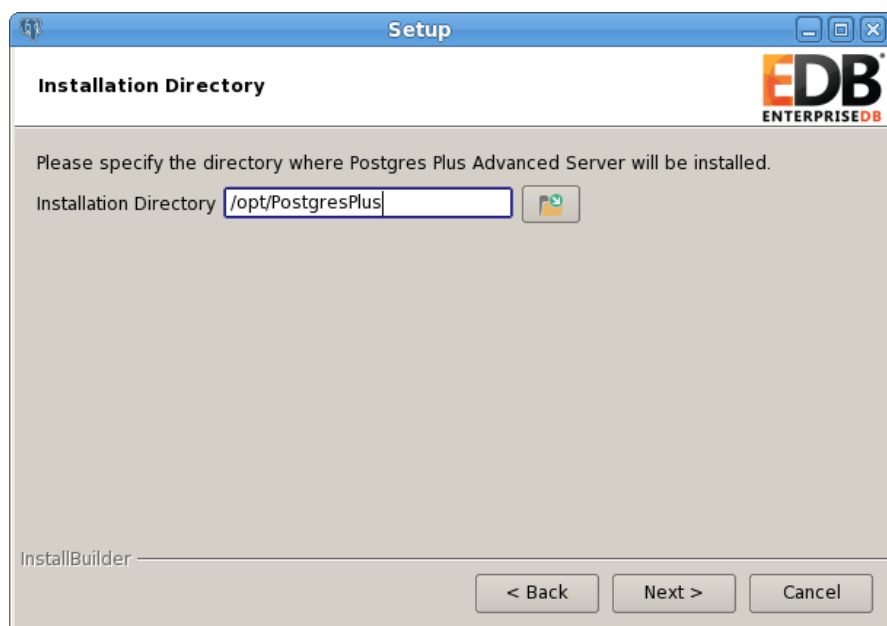 Setup
Installation Directory
EDB
ENTERPRISEDB
Please specify the directory where Postgres Plus Advanced Server will be installed.
Installation Directory /opt/PostgresPlus
InstallBuilder
< Back Next > Cancel